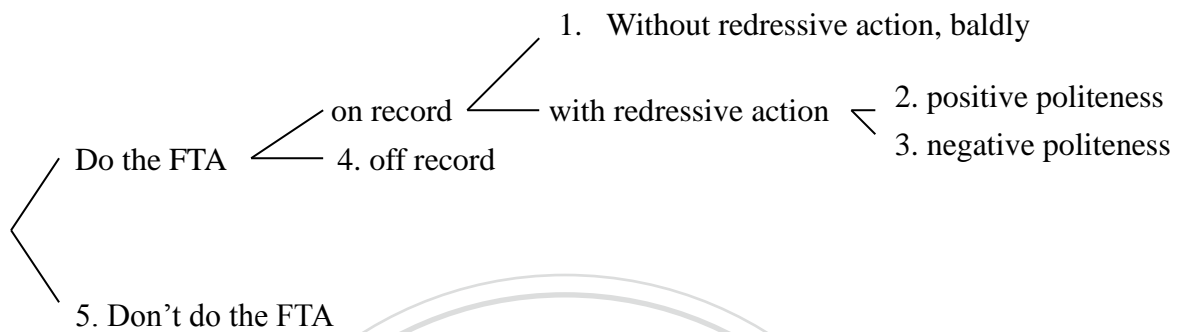 1. Without redressive action, baldly
on record
with redressive action
2. positive politeness
3. negative politeness
Do the FTA
4. off record
5. Don’t do the FTA